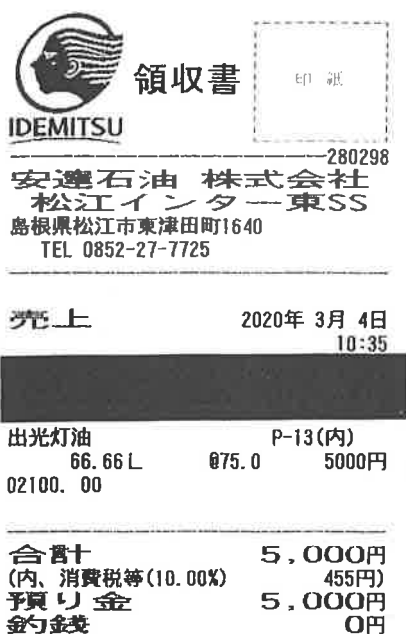 IDEMITSU
領収書
印 紙
280298
安達石油 株式会社
松江インター東SS
島根県松江市東津田町1640
TEL 0852-27-7725
売上 2020年 3月 4日
10:35
出光灯油 P-13(内)
66.66L @75.0 5000円
02100. 00
合計 5,000円
(内、消費税等(10.00%) 455円)
預り金 5,000円
釣銭 0円